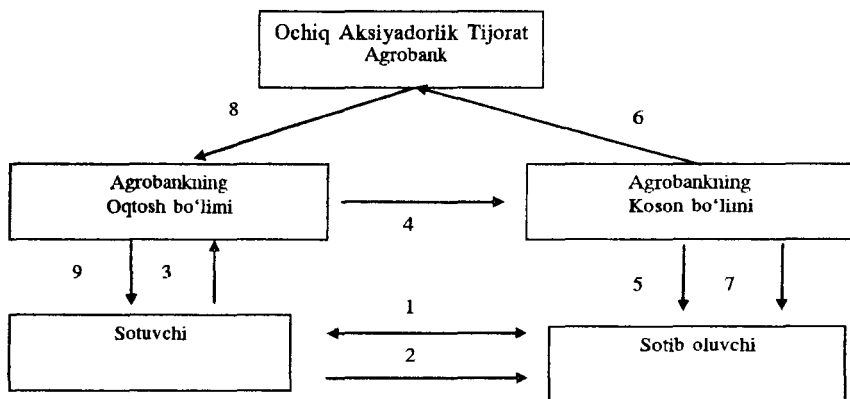 Ochiq Aksiyadorlik Tijorat
Agrobank
8
6
Agrobankning
Oqtosh bo‘limi
Agrobankning
Koson bo‘limi
4
9
3
5
7
1
Sotuvchi
Sotib oluvchi
2